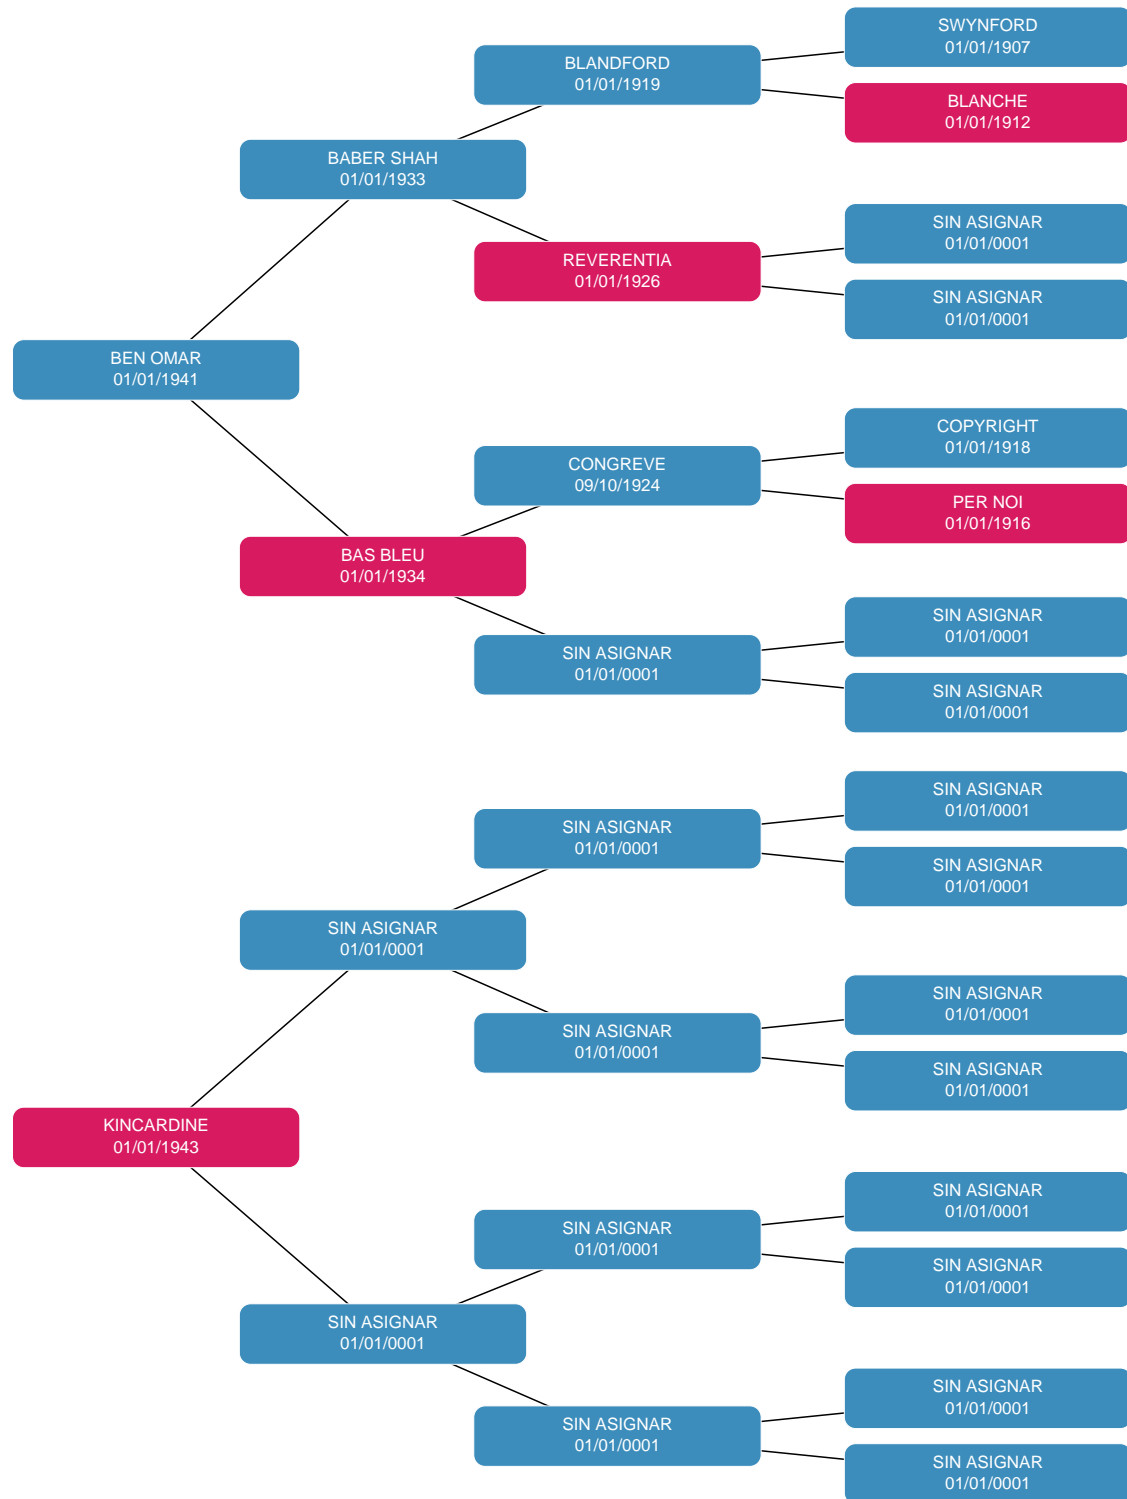 SWYNFORD
01/01/1907
BLANDFORD
01/01/1919
BLANCHE
01/01/1912
BABER SHAH
01/01/1933
SIN ASIGNAR
01/01/0001
REVERENTIA
01/01/1926
SIN ASIGNAR
01/01/0001
BEN OMAR
01/01/1941
COPYRIGHT
01/01/1918
CONGREVE
09/10/1924
PER NOI
01/01/1916
BAS BLEU
01/01/1934
SIN ASIGNAR
01/01/0001
SIN ASIGNAR
01/01/0001
SIN ASIGNAR
01/01/0001
SIN ASIGNAR
01/01/0001
SIN ASIGNAR
01/01/0001
SIN ASIGNAR
01/01/0001
SIN ASIGNAR
01/01/0001
SIN ASIGNAR
01/01/0001
SIN ASIGNAR
01/01/0001
SIN ASIGNAR
01/01/0001
KINCARDINE
01/01/1943
SIN ASIGNAR
01/01/0001
SIN ASIGNAR
01/01/0001
SIN ASIGNAR
01/01/0001
SIN ASIGNAR
01/01/0001
SIN ASIGNAR
01/01/0001
SIN ASIGNAR
01/01/0001
SIN ASIGNAR
01/01/0001